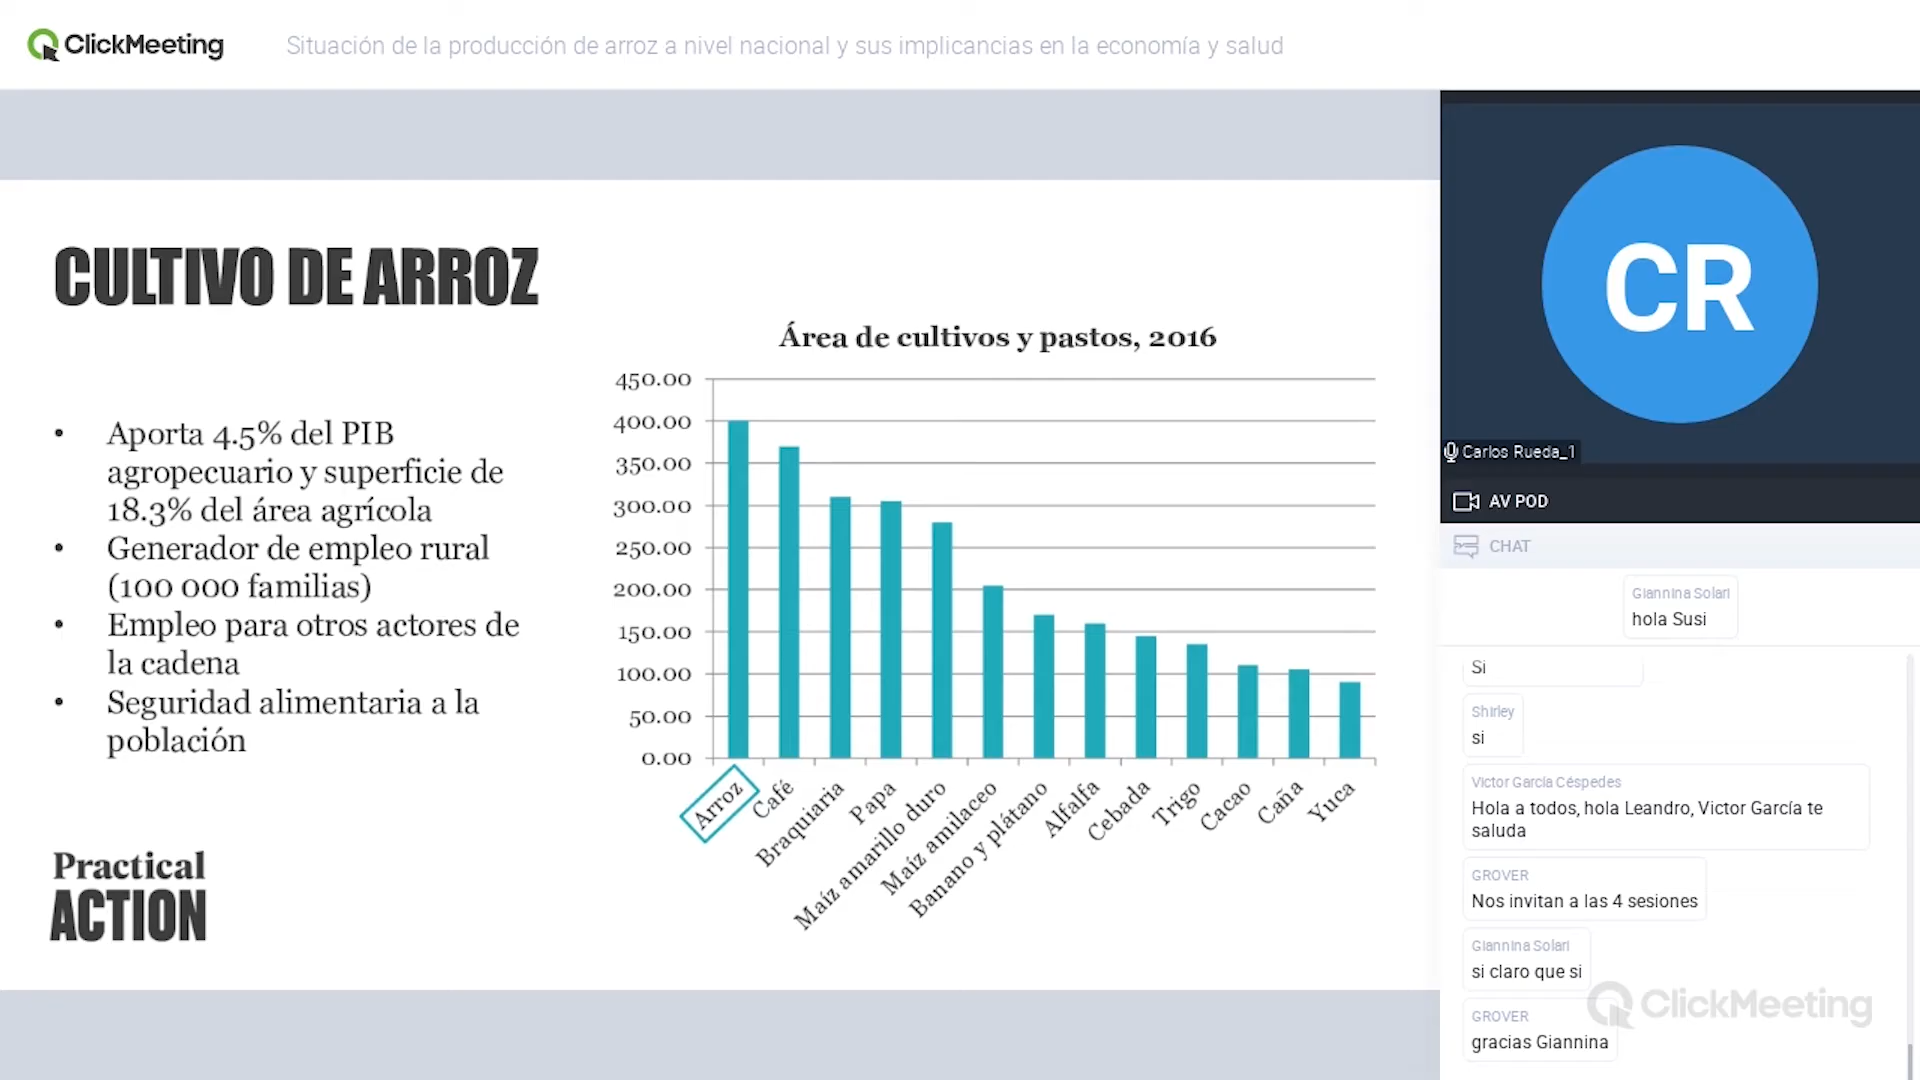 ClickMeeting
Situación de la producción de arroz a nivel nacional y sus implicancias en la economía y salud
CULTIVO DE ARROZ
• Aporta 4.5% del PIB
agropecuario y superficie de
18.3% del área agrícola
• Generador de empleo rural
(100 000 familias)
• Empleo para otros actores de
la cadena
• Seguridad alimentaria a la
población
Practical
ACTION
Área de cultivos y pastos, 2016
450.00
400.00
350.00
300.00
250.00
200.00
150.00
100.00
50.00
0.00
Arroz
Café
Braquiaria
Papa
Maíz amarillo duro
Maíz amilaceo
Banano y plátano
Alfalfa
Cebada
Trigo
Cacao
Caña
Yuca
CR
Carlos Rueda_1
AV POD
CHAT
Giannina Solari
hola Susi
Si
Shirley
si
Victor García Céspedes
Hola a todos, hola Leandro, Victor García te
saluda
GROVER
Nos invitan a las 4 sesiones
Giannina Solari
si claro que si
GROVER
gracias Giannina
ClickMeeting